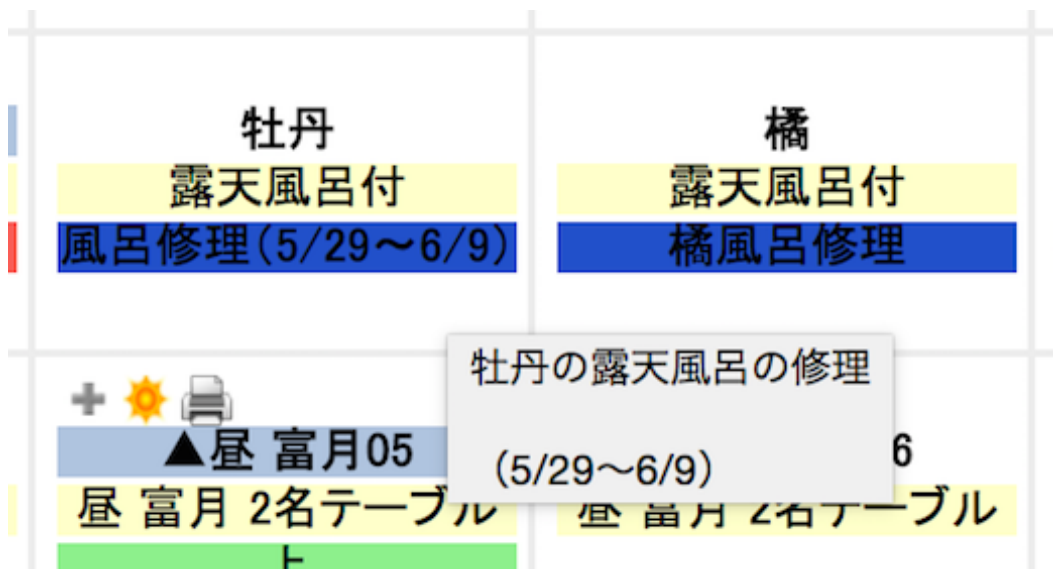 牡丹
露天風呂付
風呂修理(5/29～6/9)
橘
露天風呂付
橘風呂修理
牡丹の露天風呂の修理
（5/29～6/9）
▲昼 富月05
昼 富月 2名テーブル
6
昼 富月 2名テーブル